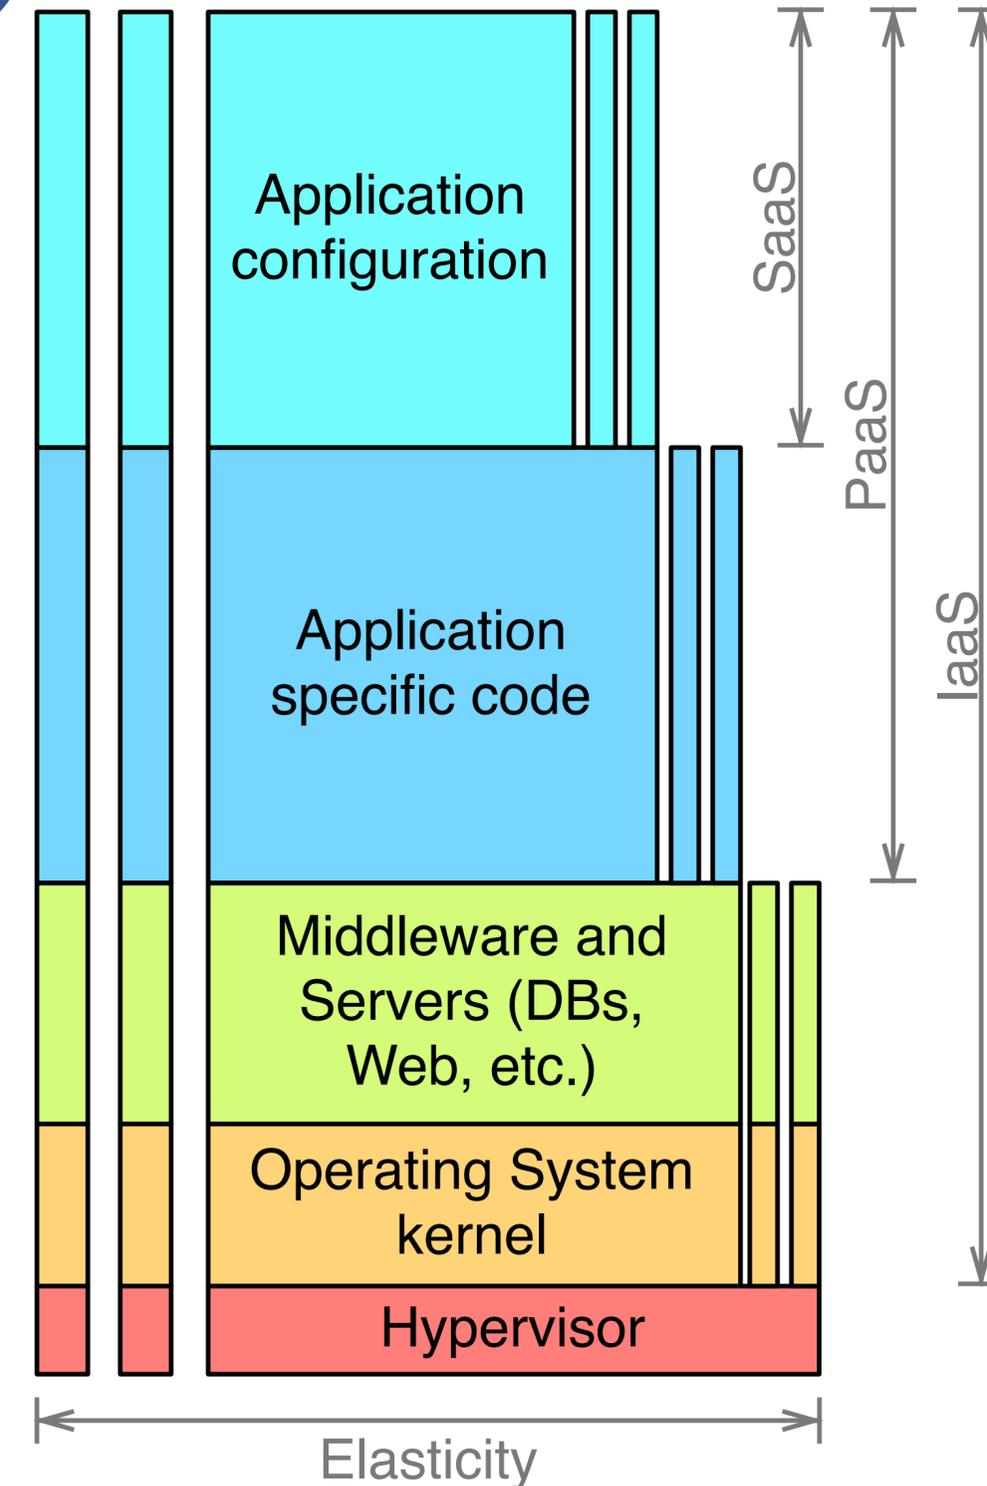 Application
configuration
Application
specific code
Middleware and
Servers (DBs,
Web, etc.)
Operating System
kernel
Hypervisor
SaaS
PaaS
IaaS
Elasticity